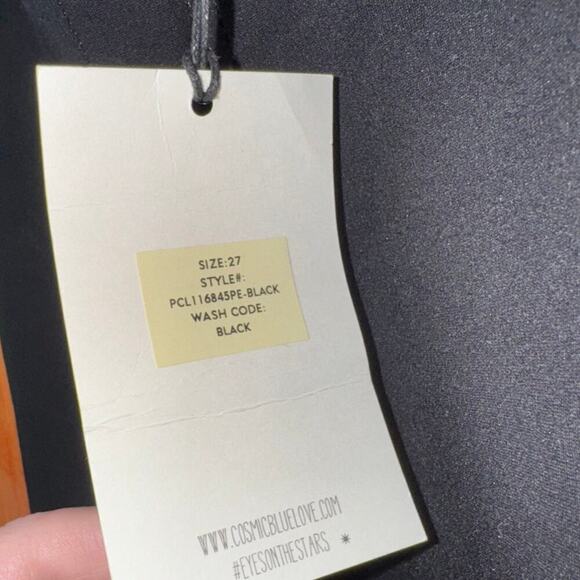 SIZE:27
STYLE#:
PCL116845PE-BLACK
WASH CODE:
BLACK
WWW.COSMICBLUELOVE.COM
#EYESONTHESTARS *